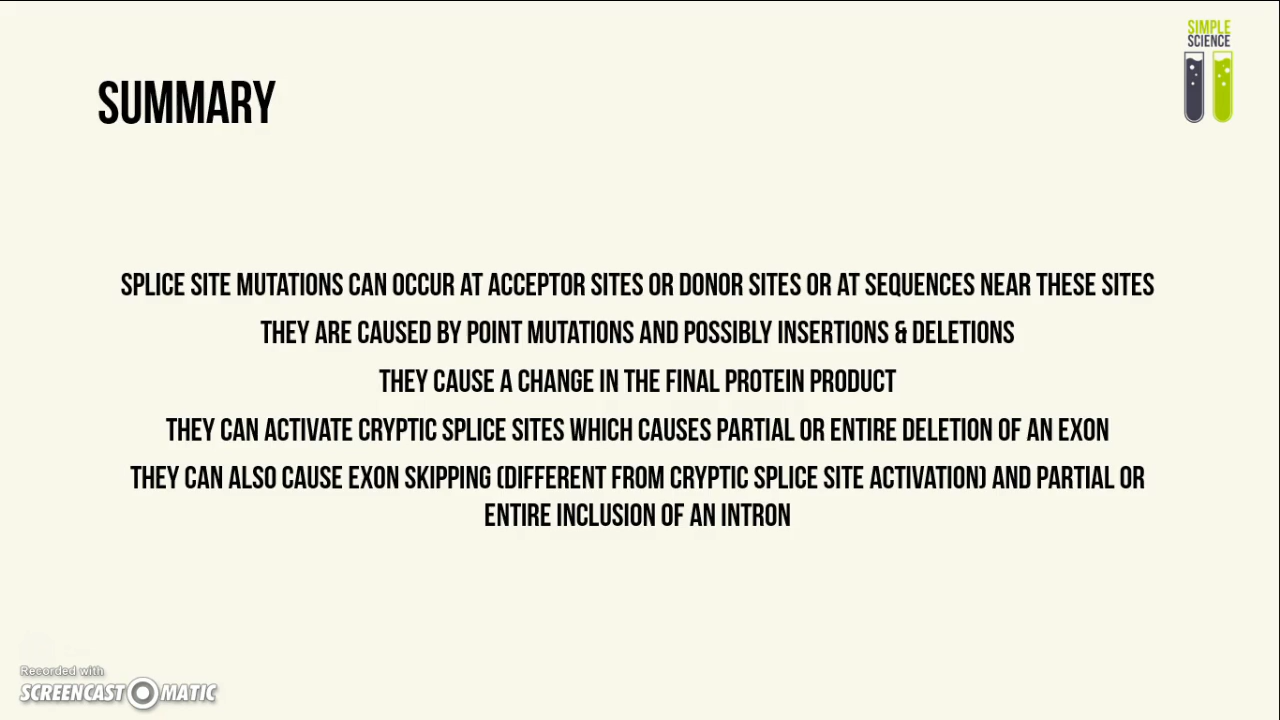 SIMPLE
SCIENCE
SUMMARY
SPLICE SITE MUTATIONS CAN OCCUR AT ACCEPTOR SITES OR DONOR SITES OR AT SEQUENCES NEAR THESE SITES
THEY ARE CAUSED BY POINT MUTATIONS AND POSSIBLY INSERTIONS & DELETIONS
THEY CAUSE A CHANGE IN THE FINAL PROTEIN PRODUCT
THEY CAN ACTIVATE CRYPTIC SPLICE SITES WHICH CAUSES PARTIAL OR ENTIRE DELETION OF AN EXON
THEY CAN ALSO CAUSE EXON SKIPPING (DIFFERENT FROM CRYPTIC SPLICE SITE ACTIVATION) AND PARTIAL OR
ENTIRE INCLUSION OF AN INTRON
Recorded with
SCREENCAST MATIC